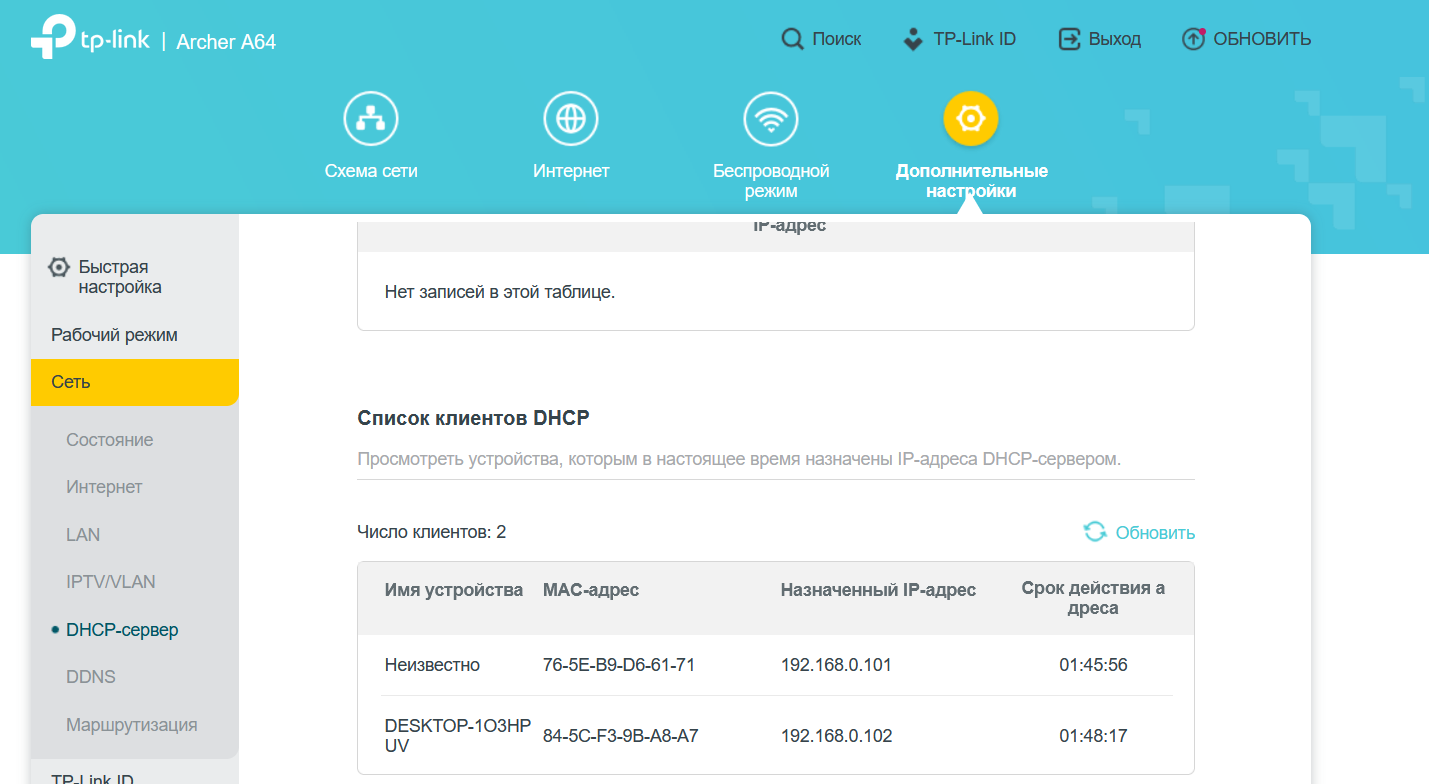 tp-link | Archer A64
Поиск
TP-Link ID
Выход
ОБНОВИТЬ
Схема сети
Интернет
Беспроводной
режим
Дополнительные
настройки
Быстрая
настройка
Рабочий режим
Сеть
Состояние
Интернет
LAN
IPTV/VLAN
DHCP-сервер
DDNS
Маршрутизация
TP-Link ID
IP-адрес
Нет записей в этой таблице.
Список клиентов DHCP
Просмотреть устройства, которым в настоящее время назначены IP-адреса DHCP-сервером.
Число клиентов: 2
Обновить
Имя устройства MAC-адрес Назначенный IP-адрес Срок действия а
дреса
Неизвестно 76-5E-B9-D6-61-71 192.168.0.101 01:45:56
DESKTOP-1O3HP
UV 84-5C-F3-9B-A8-A7 192.168.0.102 01:48:17